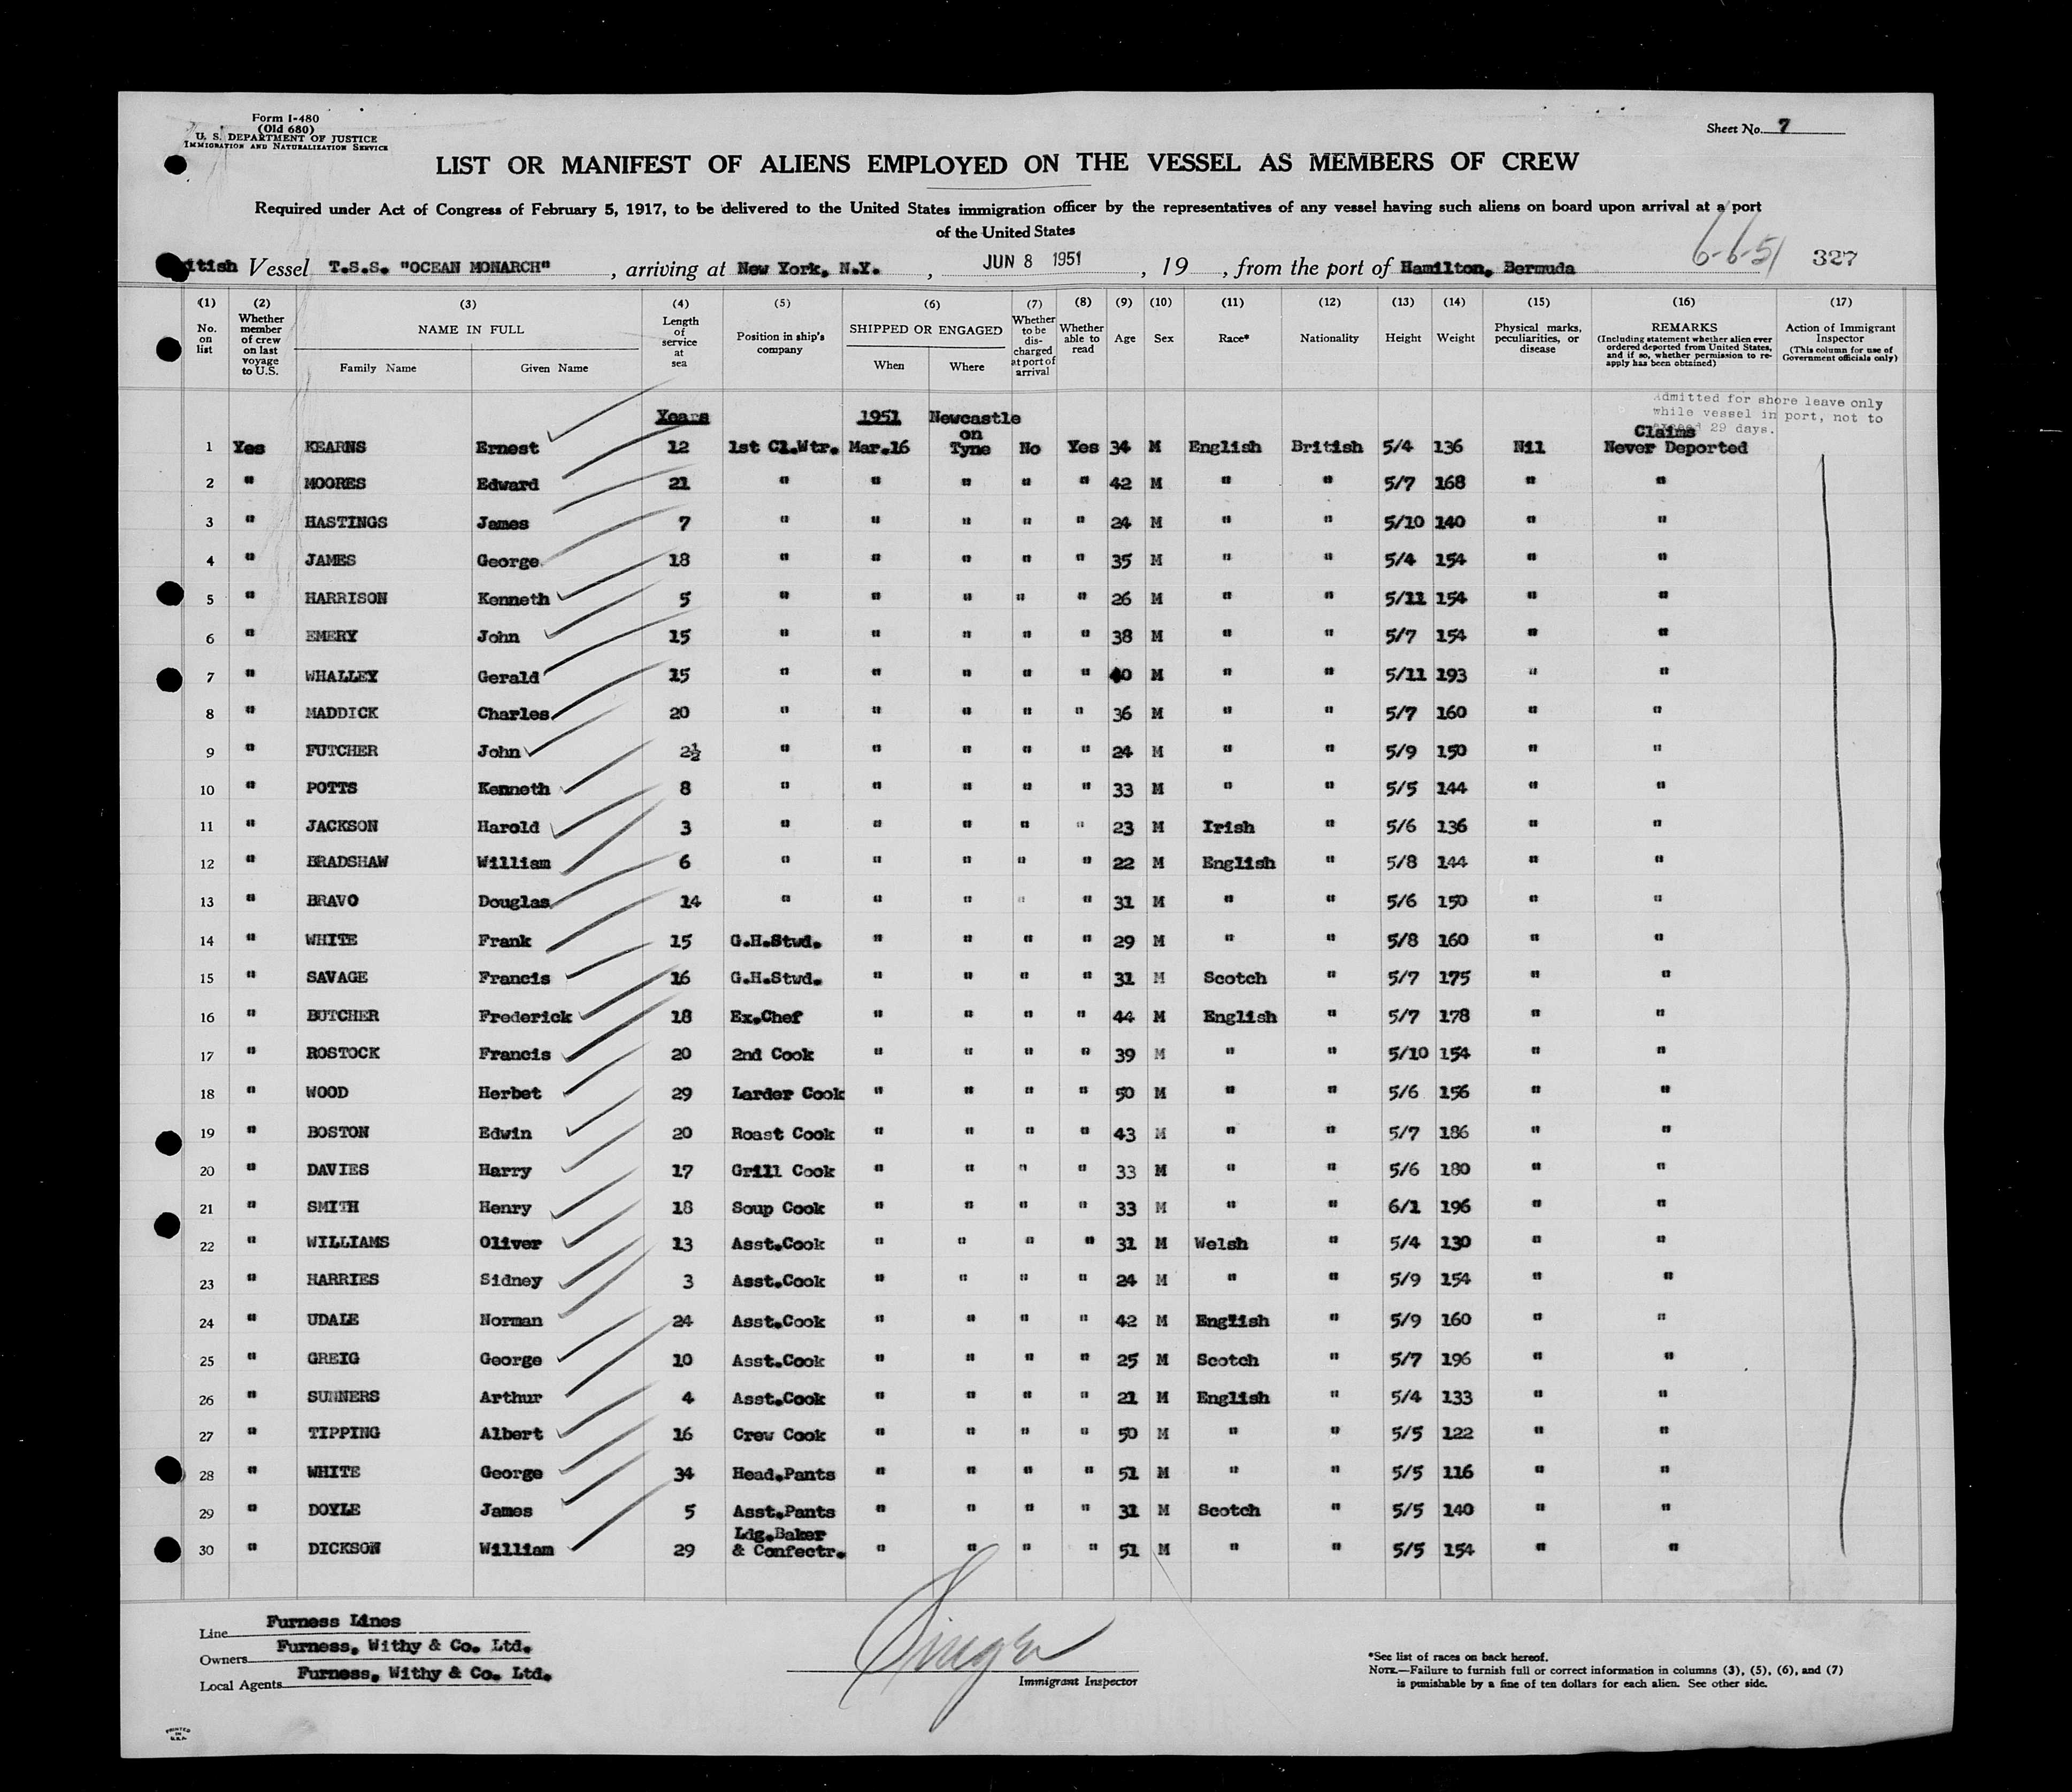 Form I-480
(Old 680)
U. S. DEPARTMENT OF JUSTICE
IMMIGRATION AND NATURALIZATION SERVICE
Sheet No. 7
LIST OR MANIFEST OF ALIENS EMPLOYED ON THE VESSEL AS MEMBERS OF CREW
Required under Act of Congress of February 5, 1917, to be delivered to the United States immigration officer by the representatives of any vessel having such aliens on board upon arrival at a port
of the United States
6-6-51
itish Vessel T.S.S. "OCEAN MONARCH", arriving at New York, N.Y., JUN 8 1951, 19, from the port of Hamilton, Bermuda 327
(1) (2) (3) (4) (5) (6) (7) (8) (9) (10) (11) (12) (13) (14) (15) (16) (17)
No. on list
Whether member of crew on last voyage to U.S.
NAME IN FULL
Family Name Given Name
Length of service at sea
Position in ship's company
SHIPPED OR ENGAGED
When Where
Whether to be discharged at port of arrival
Whether able to read
Age
Sex
Race*
Nationality
Height
Weight
Physical marks, peculiarities, or disease
REMARKS
(Including statement whether alien ever ordered deported from United States, and if so, whether permission to re-apply has been obtained)
Action of Immigrant Inspector
(This column for use of Government officials only)
Admitted for shore leave only
while vessel in port, not to
exceed 29 days.
Years 1951 Newcastle on Claims
1 Yes KEARNS Ernest 12 1st Cl.Wtr. Mar.16 Tyne No Yes 34 M English British 5/4 136 Nil Never Deported
2 " MOORES Edward 21 " " " " " 42 M " " 5/7 168 " "
3 " HASTINGS James 7 " " " " " 24 M " " 5/10 140 " "
4 " JAMES George 18 " " " " " 35 M " " 5/4 154 " "
5 " HARRISON Kenneth 5 " " " " " 26 M " " 5/11 154 " "
6 " EMERY John 15 " " " " " 38 M " " 5/7 154 " "
7 " WHALLEY Gerald 15 " " " " " 40 M " " 5/11 193 " "
8 " MADDICK Charles 20 " " " " " 36 M " " 5/7 160 " "
9 " FUTCHER John 2½ " " " " " 24 M " " 5/9 150 " "
10 " POTTS Kenneth 8 " " " " " 33 M " " 5/5 144 " "
11 " JACKSON Harold 3 " " " " " 23 M Irish " 5/6 136 " "
12 " BRADSHAW William 6 " " " " " 22 M English " 5/8 144 " "
13 " BRAVO Douglas 14 " " " " " 31 M " " 5/6 150 " "
14 " WHITE Frank 15 G.H.Stwd. " " " " 29 M " " 5/8 160 " "
15 " SAVAGE Francis 16 G.H.Stwd. " " " " 31 M Scotch " 5/7 175 " "
16 " BUTCHER Frederick 18 Ex.Chef " " " " 44 M English " 5/7 178 " "
17 " ROSTOCK Francis 20 2nd Cook " " " " 39 M " " 5/10 154 " "
18 " WOOD Herbet 29 Larder Cook " " " " 50 M " " 5/6 156 " "
19 " BOSTON Edwin 20 Roast Cook " " " " 43 M " " 5/7 186 " "
20 " DAVIES Harry 17 Grill Cook " " " " 33 M " " 5/6 180 " "
21 " SMITH Henry 18 Soup Cook " " " " 33 M " " 6/1 196 " "
22 " WILLIAMS Oliver 13 Asst.Cook " " " " 31 M Welsh " 5/4 130 " "
23 " HARRIES Sidney 3 Asst.Cook " " " " 24 M " " 5/9 154 " "
24 " UDALE Norman 24 Asst.Cook " " " " 42 M English " 5/9 160 " "
25 " GREIG George 10 Asst.Cook " " " " 25 M Scotch " 5/7 196 " "
26 " SUNNERS Arthur 4 Asst.Cook " " " " 21 M English " 5/4 133 " "
27 " TIPPING Albert 16 Crew Cook " " " " 50 M " " 5/5 122 " "
28 " WHITE George 34 Head.Pants " " " " 51 M " " 5/5 116 " "
29 " DOYLE James 5 Asst.Pants " " " " 31 M Scotch " 5/5 140 " "
30 " DICKSON William 29 Ldg.Baker & Confectr. " " " " 51 M " " 5/5 154 " "
Line Furness Lines
Owners Furness, Withy & Co. Ltd.
Local Agents Furness, Withy & Co. Ltd.
Singer
Immigrant Inspector
*See list of races on back hereof.
NOTE.—Failure to furnish full or correct information in columns (3), (5), (6), and (7)
is punishable by a fine of ten dollars for each alien. See other side.
PRINTED
IN
U.S.A.